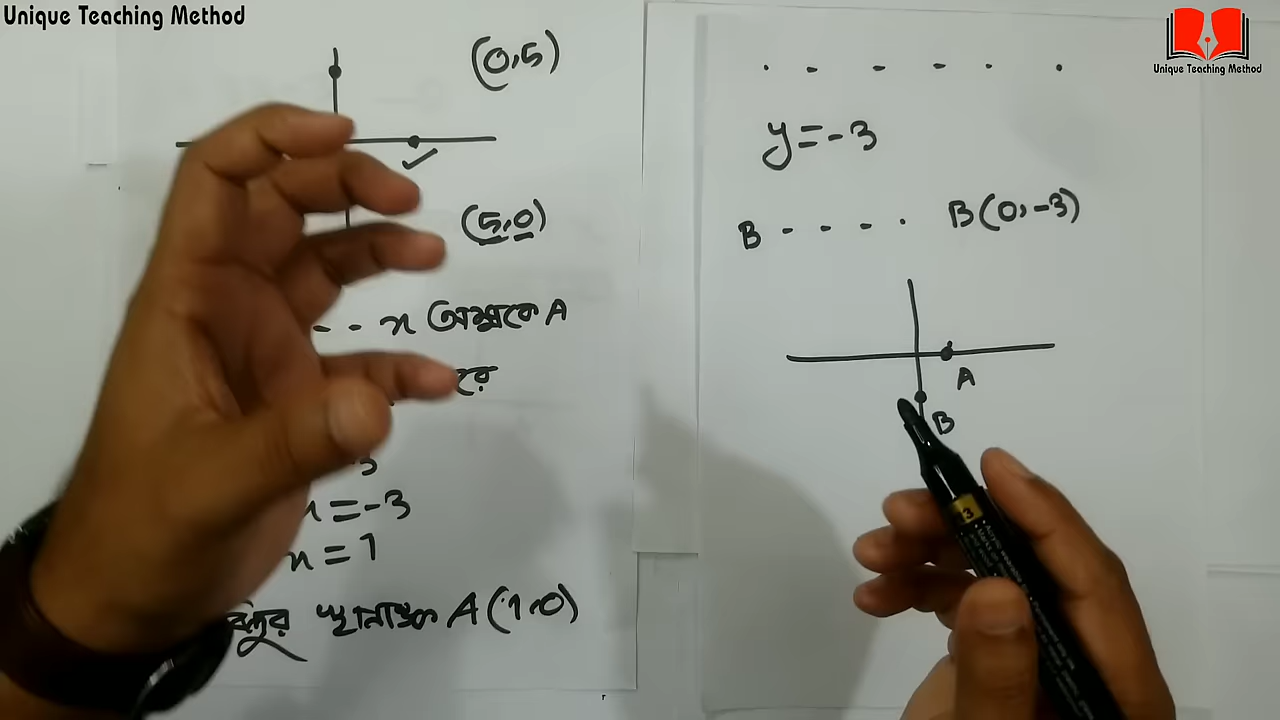 Unique Teaching Method
(0,5)
(5,0)
x অক্ষকে A
রে
x = -3
x = 1
বিন্দুর স্থানাঙ্ক A (1,0)
y = -3
B B(0,-3)
A
B
Unique Teaching Method
13